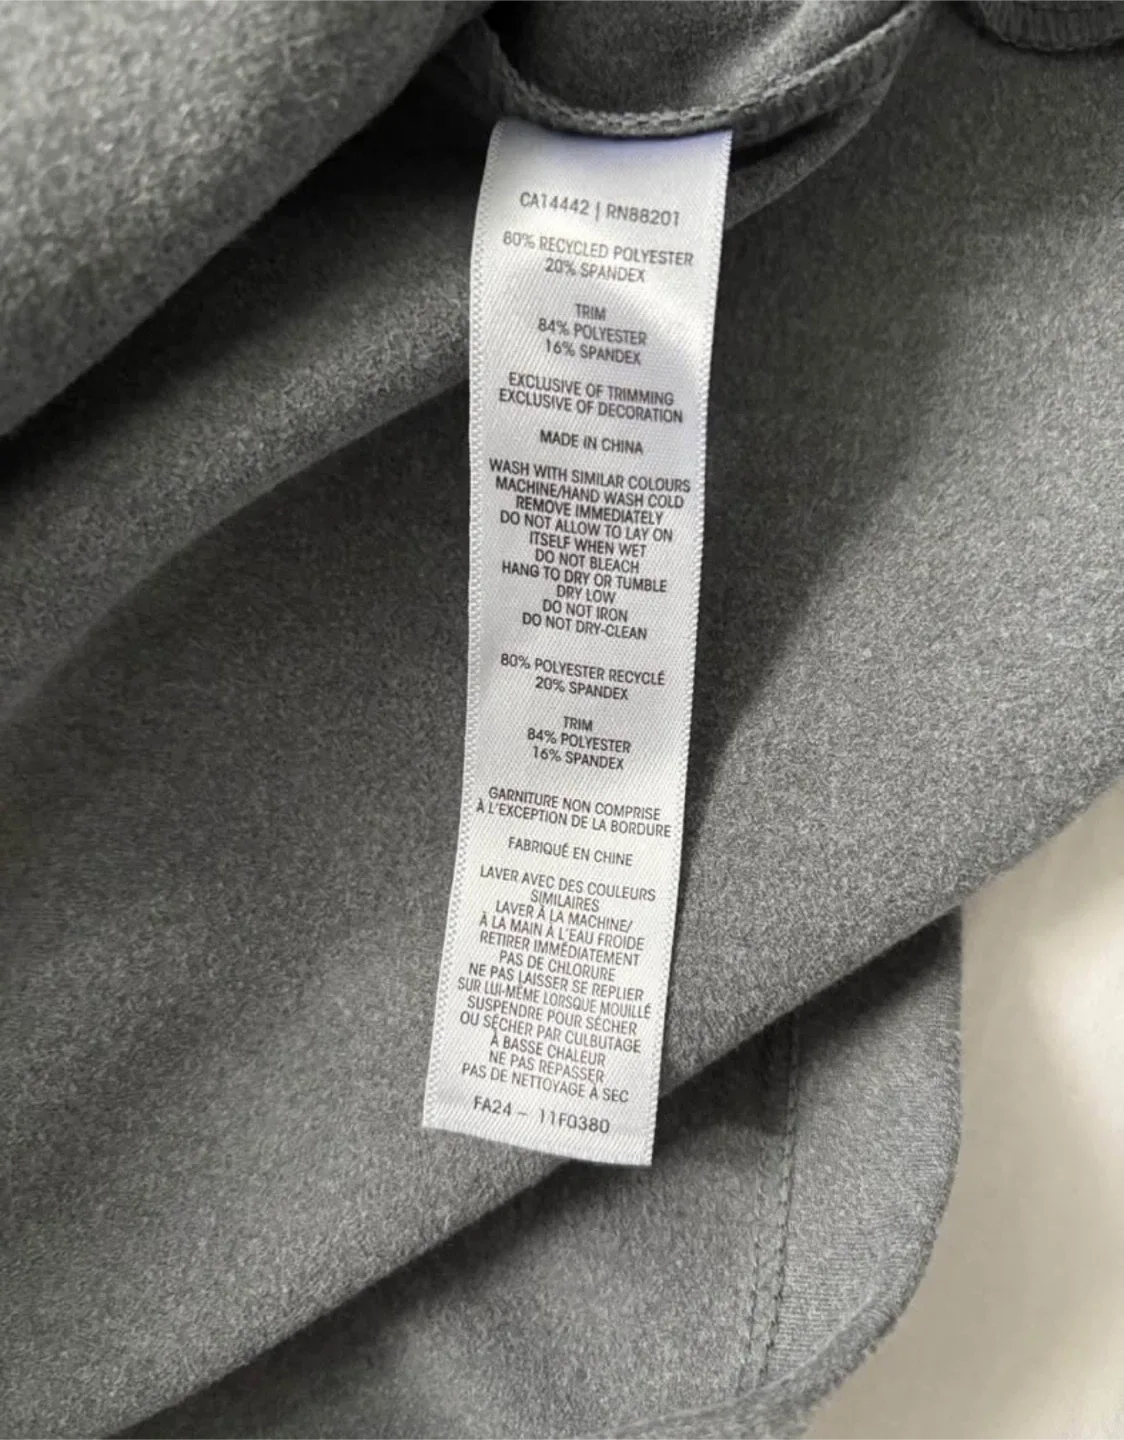 CA14442 | RN88201
80% RECYCLED POLYESTER
20% SPANDEX
TRIM
84% POLYESTER
16% SPANDEX
EXCLUSIVE OF TRIMMING
EXCLUSIVE OF DECORATION
MADE IN CHINA
WASH WITH SIMILAR COLOURS
MACHINE/HAND WASH COLD
REMOVE IMMEDIATELY
DO NOT ALLOW TO LAY ON
ITSELF WHEN WET
DO NOT BLEACH
HANG TO DRY OR TUMBLE
DRY LOW
DO NOT IRON
DO NOT DRY-CLEAN
80% POLYESTER RECYCLÉ
20% SPANDEX
TRIM
84% POLYESTER
16% SPANDEX
GARNITURE NON COMPRISE
À L'EXCEPTION DE LA BORDURE
FABRIQUÉ EN CHINE
LAVER AVEC DES COULEURS
SIMILAIRES
LAVER À LA MACHINE/
À LA MAIN À L'EAU FROIDE
RETIRER IMMÉDIATEMENT
PAS DE CHLORURE
NE PAS LAISSER SE REPLIER
SUR LUI-MÊME LORSQUE MOUILLÉ
SUSPENDRE POUR SÉCHER
OU SÉCHER PAR CULBUTAGE
À BASSE CHALEUR
NE PAS REPASSER
PAS DE NETTOYAGE À SEC
FA24 - 11F0380